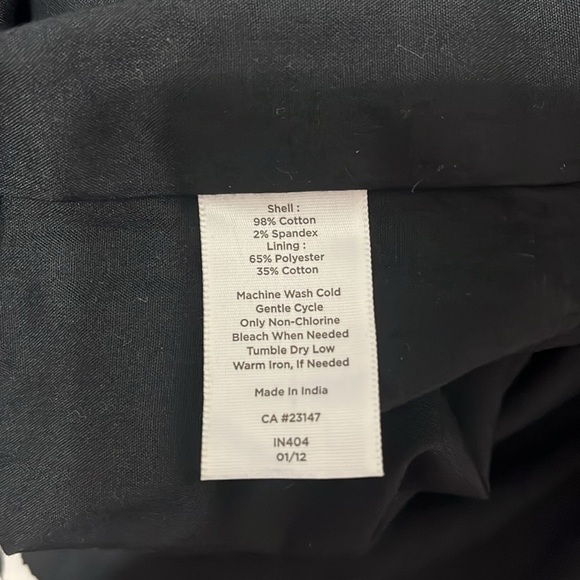 Shell :
98% Cotton
2% Spandex
Lining :
65% Polyester
35% Cotton
Machine Wash Cold
Gentle Cycle
Only Non-Chlorine
Bleach When Needed
Tumble Dry Low
Warm Iron, If Needed
Made In India
CA #23147
IN404
01/12